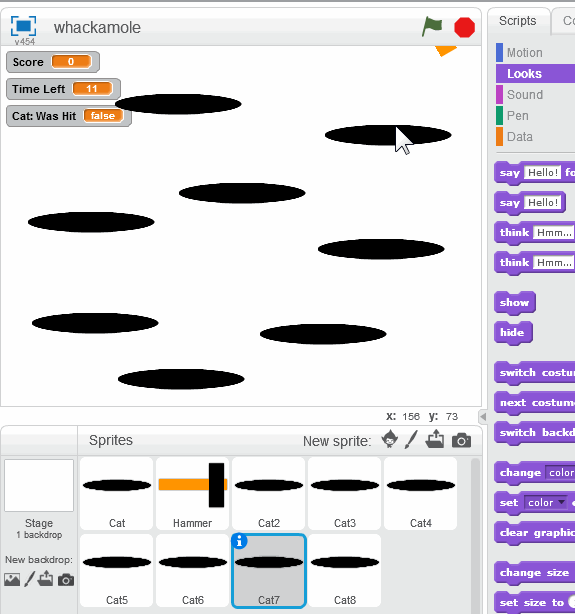 whackamole
v454
Score 0
Time Left 11
Cat: Was Hit false
x: 156 y: 73
Sprites
New sprite:
Stage
1 backdrop
New backdrop:
Cat
Hammer
Cat2
Cat3
Cat4
Cat5
Cat6
Cat7
Cat8
Scripts
Co
Motion
Looks
Sound
Pen
Data
say Hello! fo
say Hello!
think Hmm...
think Hmm...
show
hide
switch costu
next costum
switch backd
change color
set color
clear graphic
change size
set size to